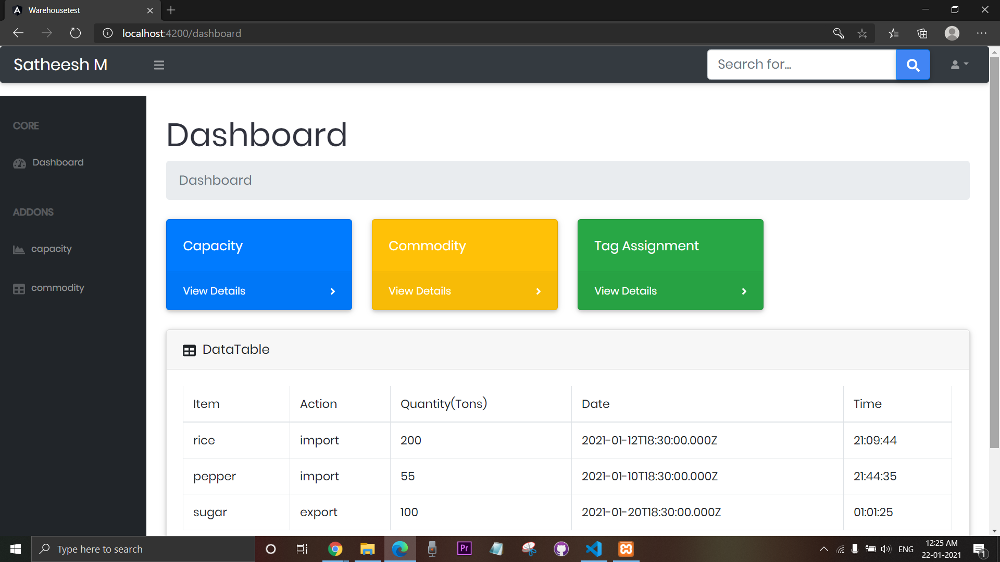 Warehousetest
localhost:4200/dashboard
Satheesh M
Search for...
CORE
Dashboard
ADDONS
capacity
commodity
Dashboard
Dashboard
Capacity Commodity Tag Assignment
View Details View Details View Details
DataTable
Item Action Quantity(Tons) Date Time
rice import 200 2021-01-12T18:30:00.000Z 21:09:44
pepper import 55 2021-01-10T18:30:00.000Z 21:44:35
sugar export 100 2021-01-20T18:30:00.000Z 01:01:25
Type here to search
Pr
ENG
12:25 AM
22-01-2021
1